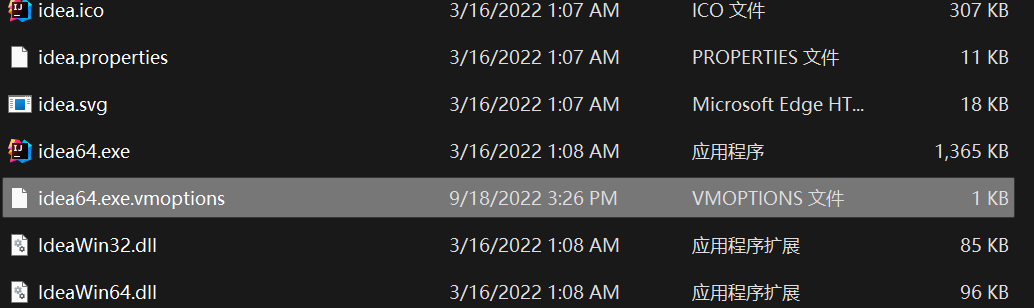 idea.ico 3/16/2022 1:07 AM ICO 文件 307 KB
idea.properties 3/16/2022 1:07 AM PROPERTIES 文件 11 KB
idea.svg 3/16/2022 1:07 AM Microsoft Edge HT... 18 KB
idea64.exe 3/16/2022 1:08 AM 应用程序 1,365 KB
idea64.exe.vmoptions 9/18/2022 3:26 PM VMOPTIONS 文件 1 KB
IdeaWin32.dll 3/16/2022 1:08 AM 应用程序扩展 85 KB
IdeaWin64.dll 3/16/2022 1:08 AM 应用程序扩展 96 KB